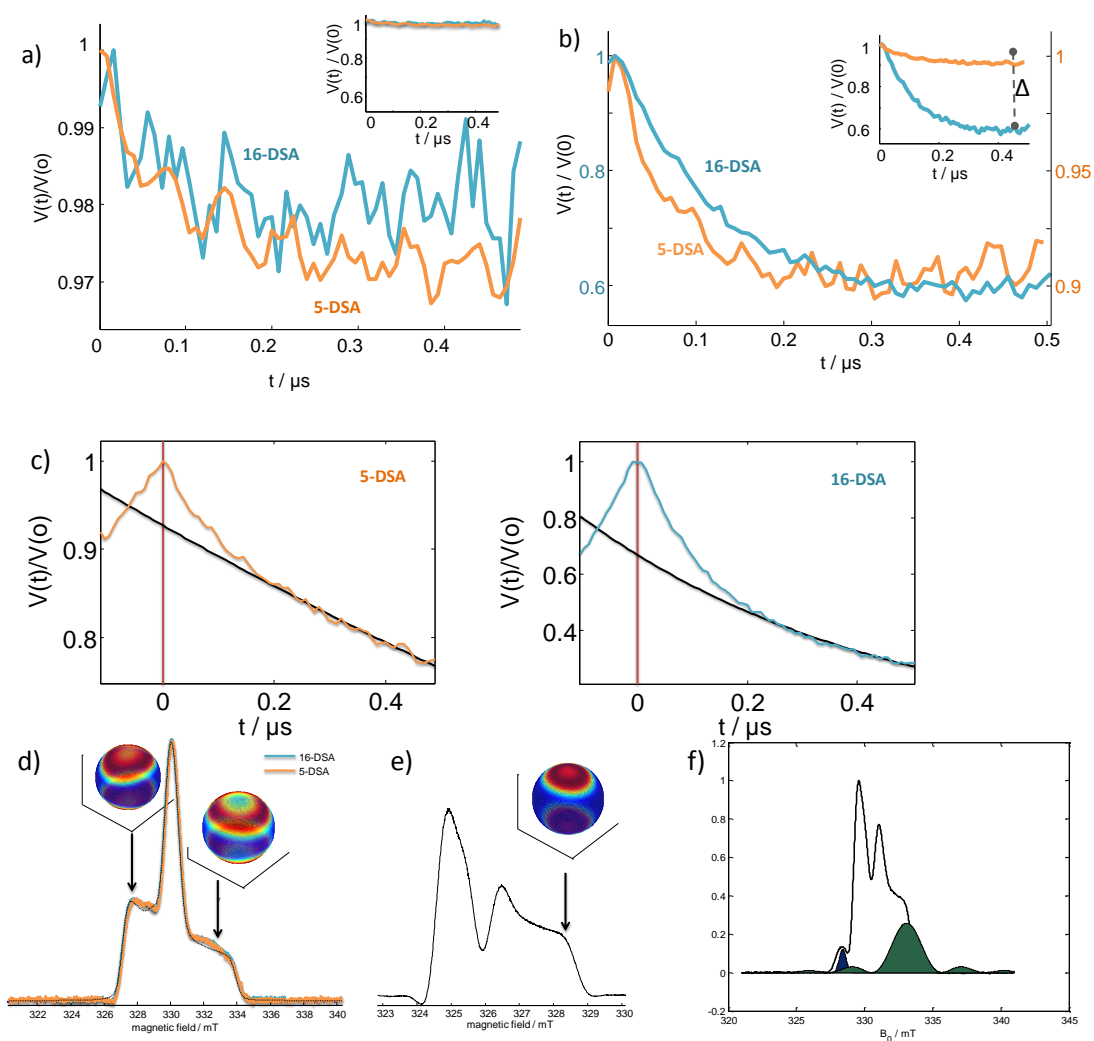 a)
V(t)/V(o)
1
0.99
0.98
0.97
0
0.1
0.2
0.3
0.4
t / µs
16-DSA
5-DSA
V(t) / V(0)
1
0.8
0.6
0
0.2
0.4
t / µs
b)
V(t) / V(0)
1
0.8
0.6
0
0.1
0.2
0.3
0.4
0.5
t / µs
16-DSA
5-DSA
V(t) / V(0)
1
0.8
0.6
0
0.2
0.4
t / µs
Δ
1
0.95
0.9
c)
V(t)/V(o)
1
0.9
0.8
0
0.2
0.4
t / µs
5-DSA
V(t)/V(o)
1
0.8
0.6
0.4
0
0.2
0.4
t / µs
16-DSA
d)
16-DSA
5-DSA
322 324 326 328 330 332 334 336 338 340
magnetic field / mT
e)
323 324 325 326 327 328 329 330
magnetic field / mT
f)
1.2
1
0.8
0.6
0.4
0.2
0
-0.2
320 325 330 335 340 345
B0 / mT